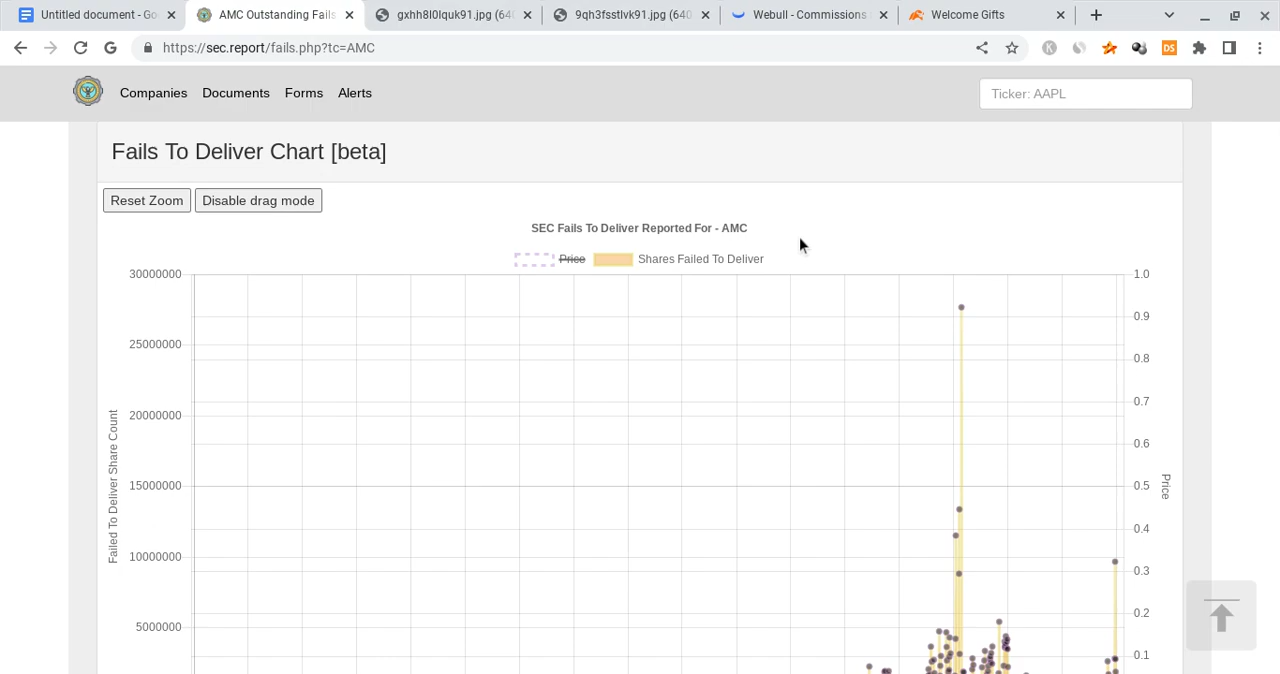 Untitled document - Go
AMC Outstanding Fails
gxhh8l0lquk91.jpg (64
9qh3fsstlvk91.jpg (640
Webull - Commissions
Welcome Gifts
https://sec.report/fails.php?tc=AMC
K
DS
Companies
Documents
Forms
Alerts
Ticker: AAPL
Fails To Deliver Chart [beta]
Reset Zoom
Disable drag mode
SEC Fails To Deliver Reported For - AMC
Price
Shares Failed To Deliver
30000000
25000000
20000000
15000000
10000000
5000000
Failed To Deliver Share Count
1.0
0.9
0.8
0.7
0.6
0.5
0.4
0.3
0.2
0.1
Price